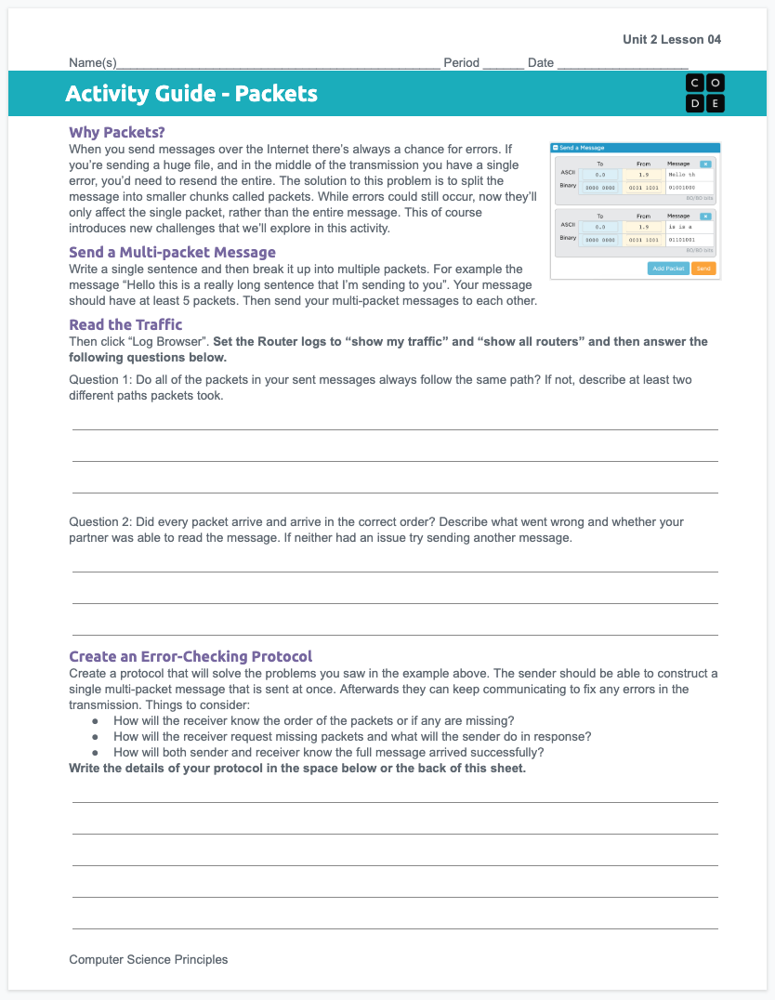 Unit 2 Lesson 04
Name(s)________________________________________________ Period ______ Date ___________________
Activity Guide - Packets
C O
D E
Why Packets?
When you send messages over the Internet there’s always a chance for errors. If
you’re sending a huge file, and in the middle of the transmission you have a single
error, you’d need to resend the entire. The solution to this problem is to split the
message into smaller chunks called packets. While errors could still occur, now they’ll
only affect the single packet, rather than the entire message. This of course
introduces new challenges that we’ll explore in this activity.
Send a Message
To From Message x
ASCII 0.0 1.9 Hello th
Binary 0000 0000 0001 1001 01001000
80/80 bits
To From Message x
ASCII 0.0 1.9 is is a
Binary 0000 0000 0001 1001 01101001
80/80 bits
Add Packet Send
Send a Multi-packet Message
Write a single sentence and then break it up into multiple packets. For example the
message “Hello this is a really long sentence that I’m sending to you”. Your message
should have at least 5 packets. Then send your multi-packet messages to each other.
Read the Traffic
Then click “Log Browser”. Set the Router logs to “show my traffic” and “show all routers” and then answer the
following questions below.
Question 1: Do all of the packets in your sent messages always follow the same path? If not, describe at least two
different paths packets took.
Question 2: Did every packet arrive and arrive in the correct order? Describe what went wrong and whether your
partner was able to read the message. If neither had an issue try sending another message.
Create an Error-Checking Protocol
Create a protocol that will solve the problems you saw in the example above. The sender should be able to construct a
single multi-packet message that is sent at once. Afterwards they can keep communicating to fix any errors in the
transmission. Things to consider:
● How will the receiver know the order of the packets or if any are missing?
● How will the receiver request missing packets and what will the sender do in response?
● How will both sender and receiver know the full message arrived successfully?
Write the details of your protocol in the space below or the back of this sheet.
Computer Science Principles